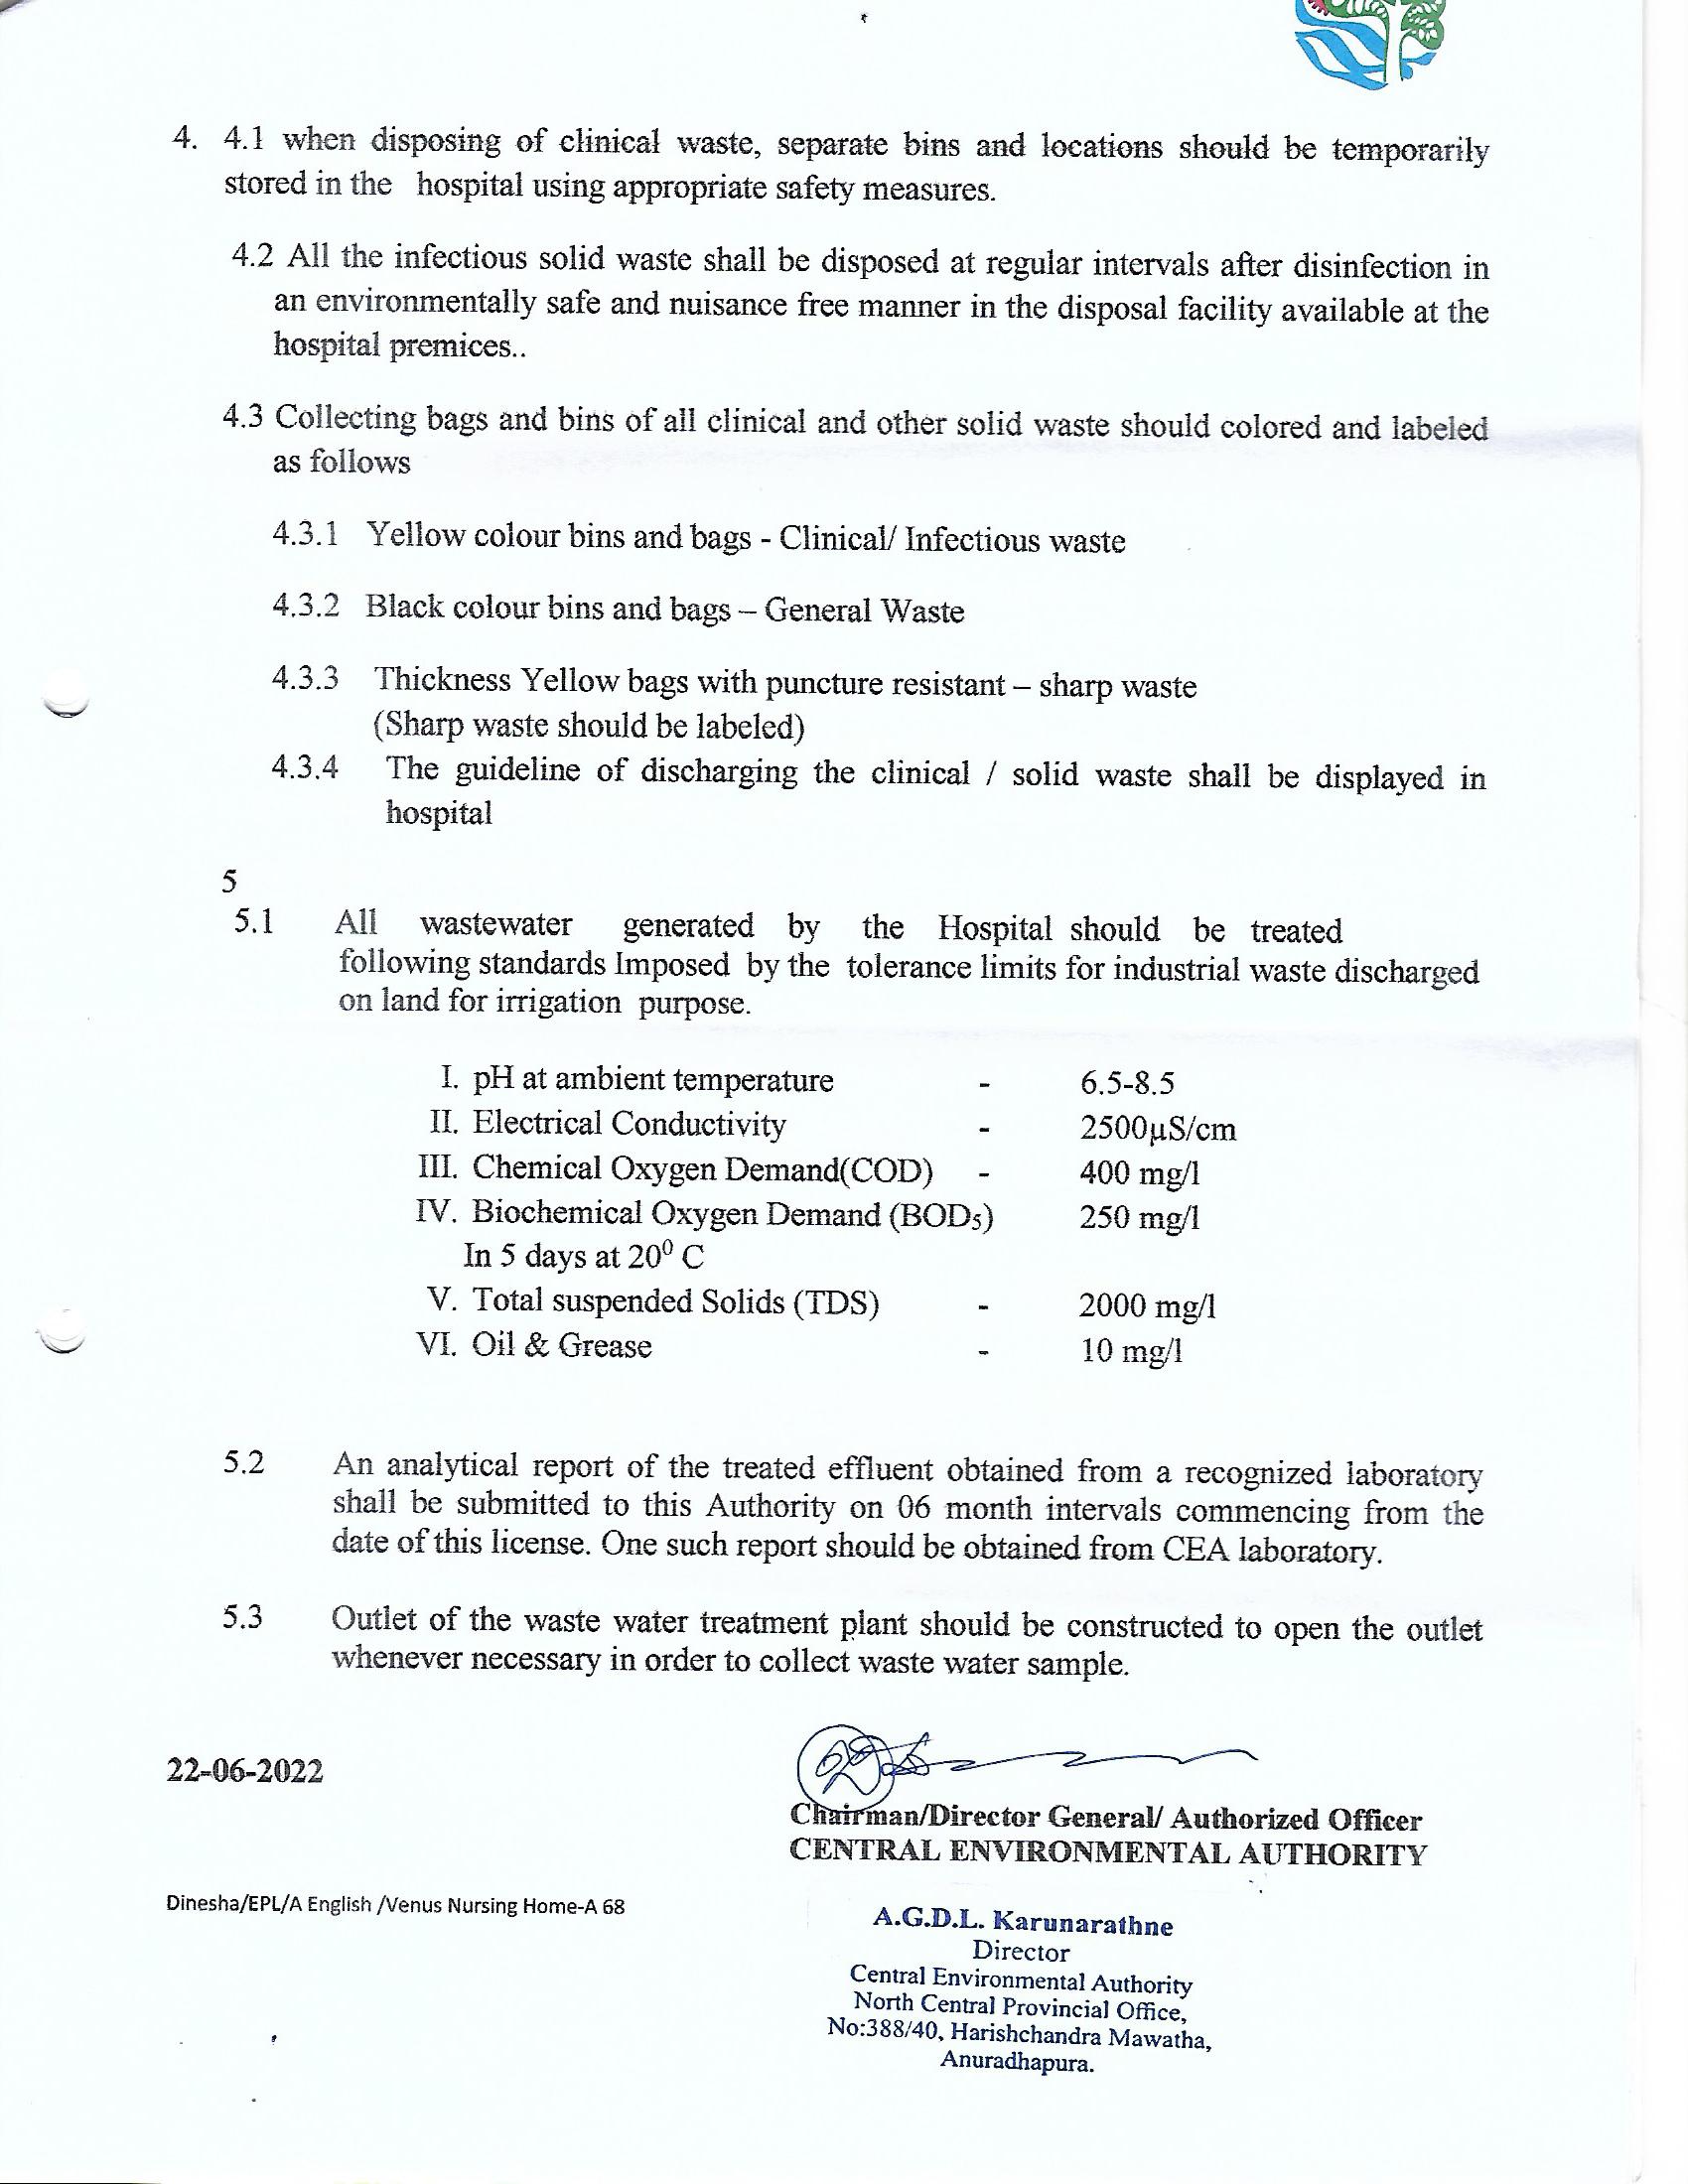 4. 4.1 when disposing of clinical waste, separate bins and locations should be temporarily
stored in the hospital using appropriate safety measures.
4.2 All the infectious solid waste shall be disposed at regular intervals after disinfection in
an environmentally safe and nuisance free manner in the disposal facility available at the
hospital premices..
4.3 Collecting bags and bins of all clinical and other solid waste should colored and labeled
as follows
4.3.1 Yellow colour bins and bags - Clinical/ Infectious waste
4.3.2 Black colour bins and bags – General Waste
4.3.3 Thickness Yellow bags with puncture resistant – sharp waste
(Sharp waste should be labeled)
4.3.4 The guideline of discharging the clinical / solid waste shall be displayed in
hospital
5
5.1 All wastewater generated by the Hospital should be treated
following standards Imposed by the tolerance limits for industrial waste discharged
on land for irrigation purpose.
I. pH at ambient temperature - 6.5-8.5
II. Electrical Conductivity - 2500µS/cm
III. Chemical Oxygen Demand(COD) - 400 mg/l
IV. Biochemical Oxygen Demand (BOD₅) 250 mg/l
In 5 days at 20⁰ C
V. Total suspended Solids (TDS) - 2000 mg/l
VI. Oil & Grease - 10 mg/l
5.2 An analytical report of the treated effluent obtained from a recognized laboratory
shall be submitted to this Authority on 06 month intervals commencing from the
date of this license. One such report should be obtained from CEA laboratory.
5.3 Outlet of the waste water treatment plant should be constructed to open the outlet
whenever necessary in order to collect waste water sample.
22-06-2022
Chairman/Director General/ Authorized Officer
CENTRAL ENVIRONMENTAL AUTHORITY
Dinesha/EPL/A English /Venus Nursing Home-A 68
A.G.D.L. Karunarathne
Director
Central Environmental Authority
North Central Provincial Office,
No:388/40, Harishchandra Mawatha,
Anuradhapura.